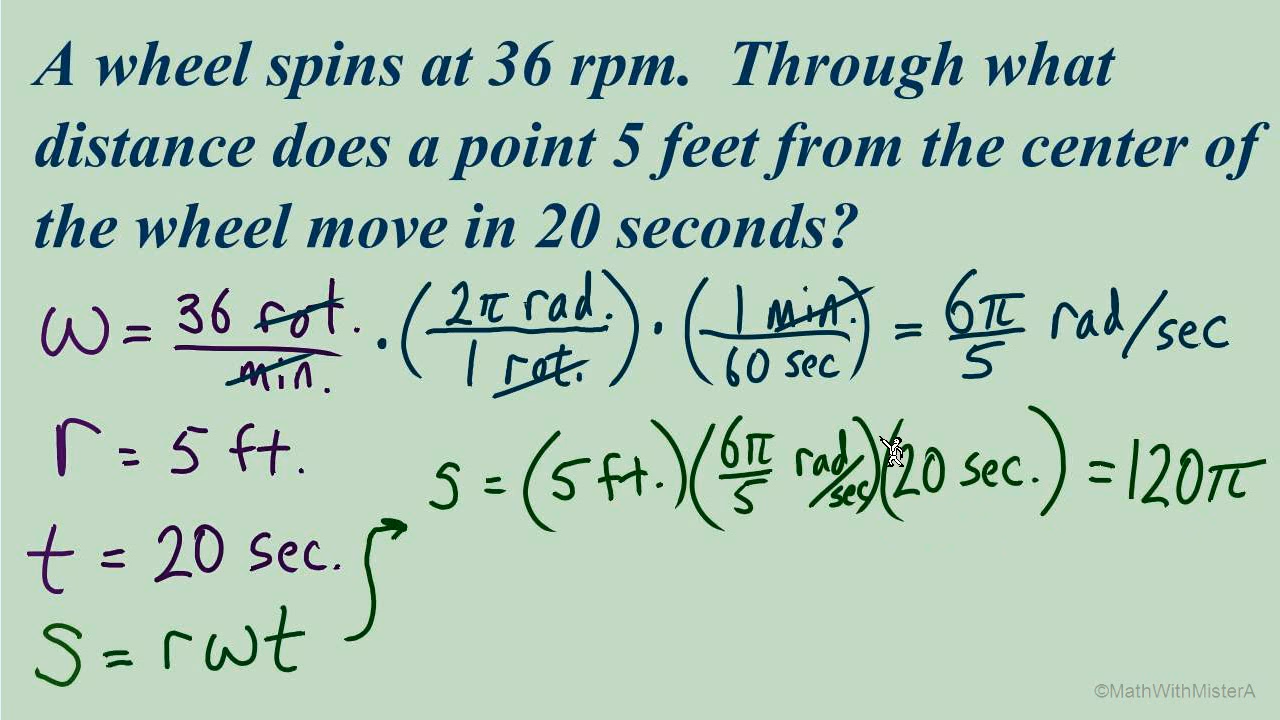 A wheel spins at 36 rpm. Through what
distance does a point 5 feet from the center of
the wheel move in 20 seconds?
ω = 36 rot./min. · (2π rad./1 rot.) · (1 min./60 sec) = 6π/5 rad/sec
r = 5 ft.
s = (5 ft.)(6π/5 rad/sec)(20 sec.) = 120π
t = 20 sec.
s = rωt
©MathWithMisterA